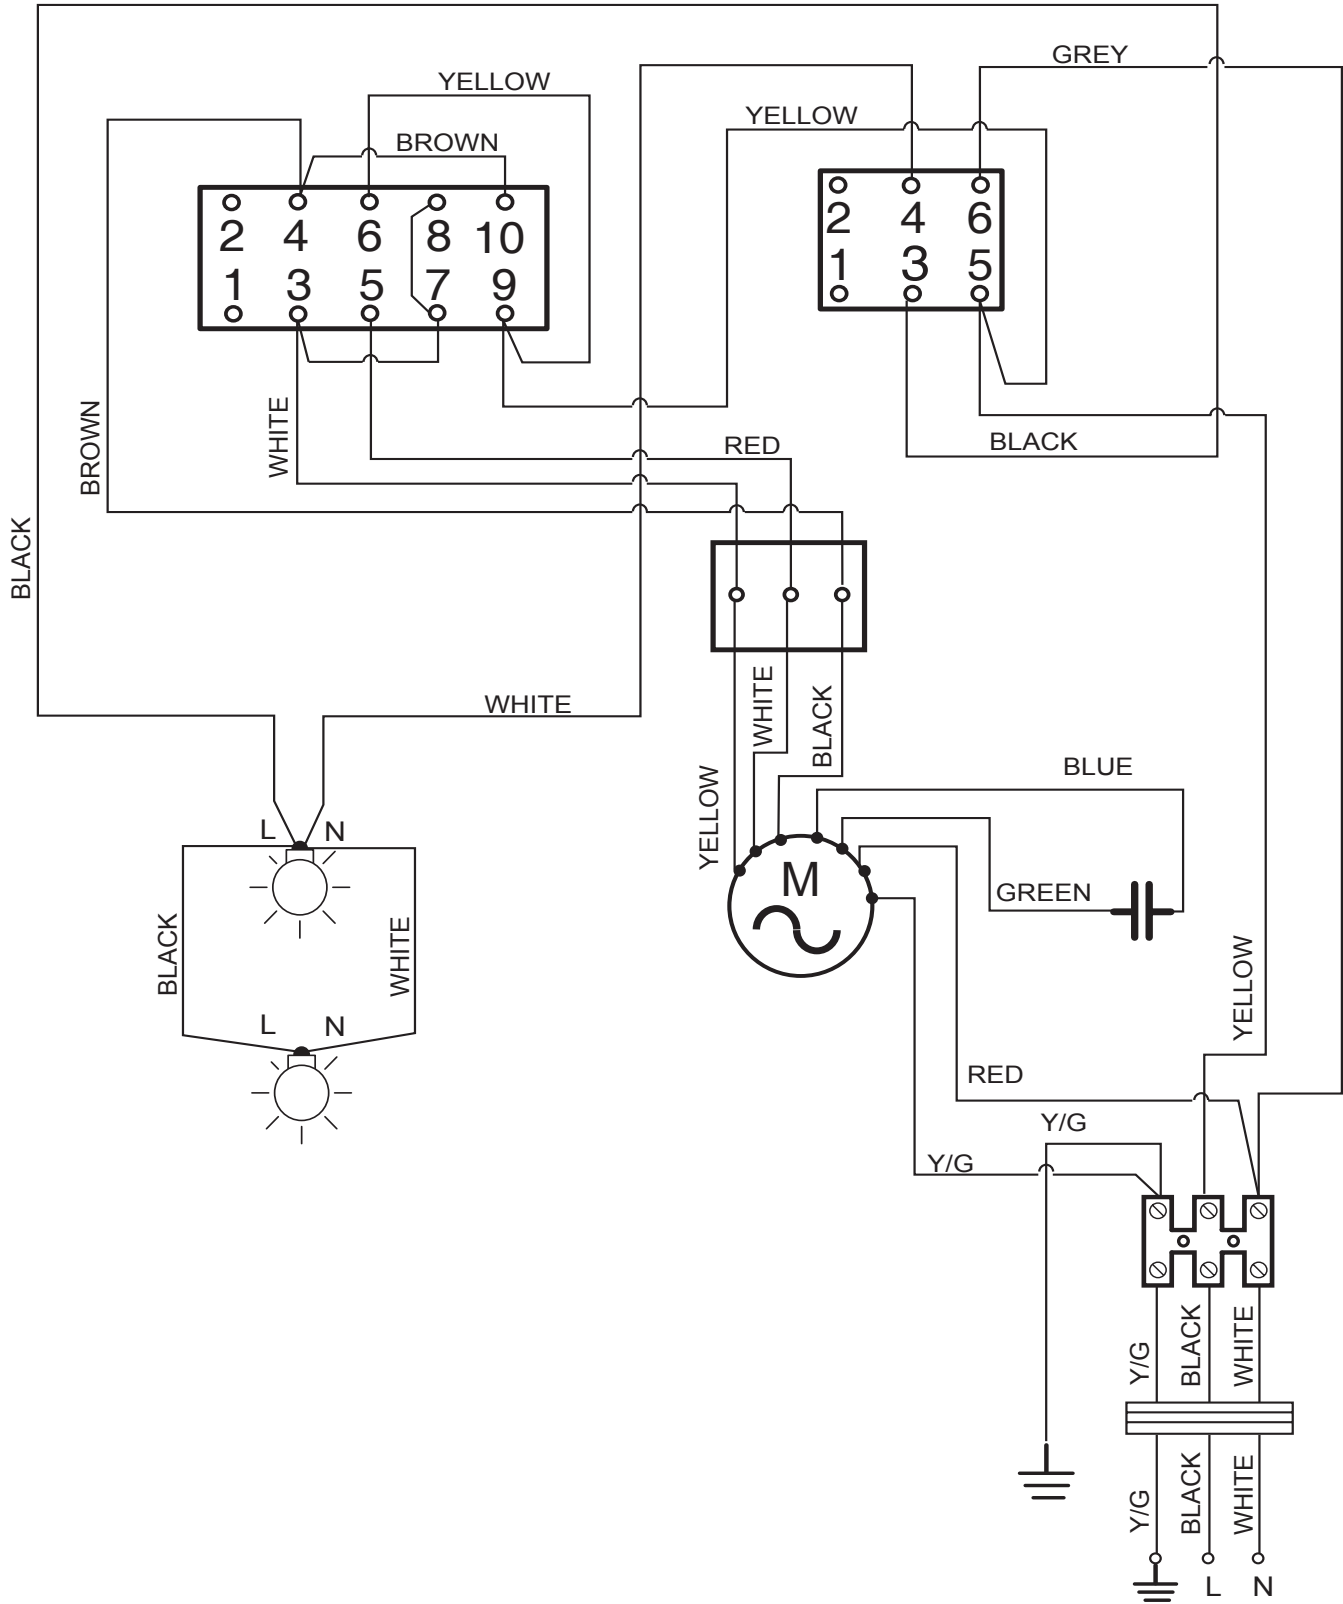 GREY
YELLOW
YELLOW
BROWN
2 4 6 8 10
1 3 5 7 9
2 4 6
1 3 5
BROWN
WHITE
RED
BLACK
BLACK
WHITE
WHITE
BLACK
YELLOW
BLUE
L N
M
GREEN
BLACK
WHITE
YELLOW
L N
RED
Y/G
Y/G
Y/G
BLACK
WHITE
Y/G
BLACK
WHITE
L N